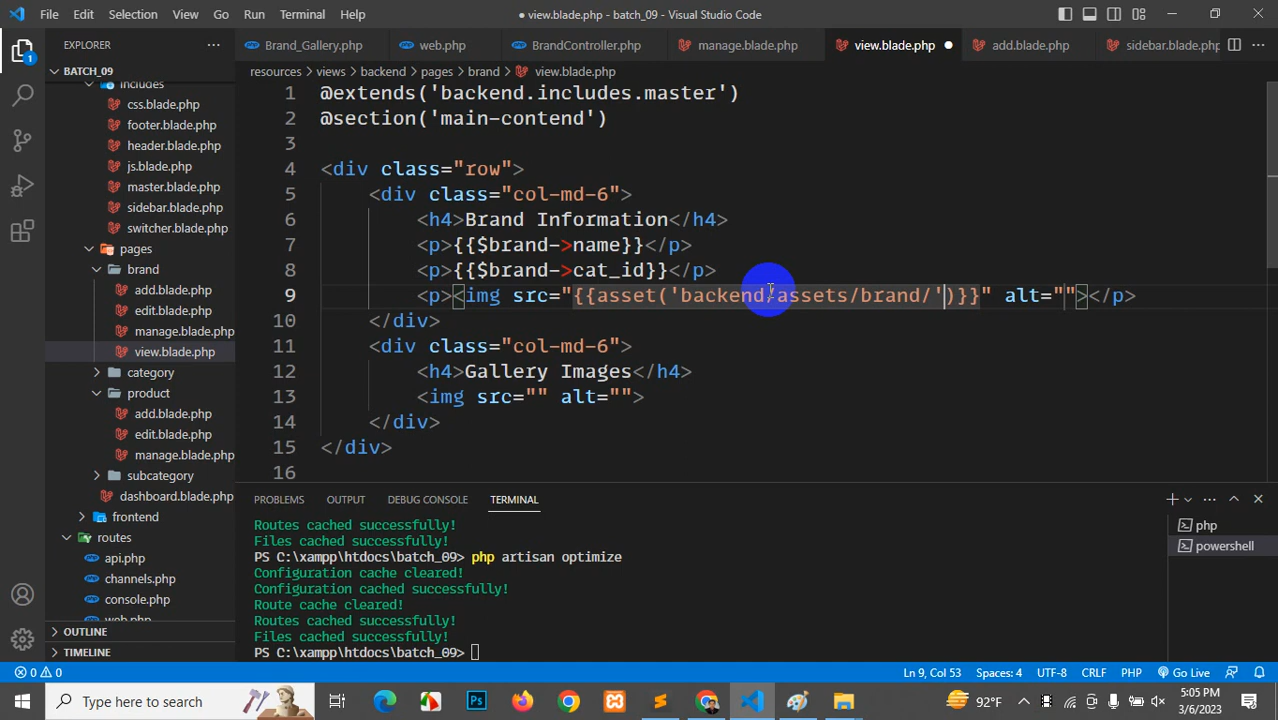 File Edit Selection View Go Run Terminal Help
● view.blade.php - batch_09 - Visual Studio Code
EXPLORER
Brand_Gallery.php
web.php
BrandController.php
manage.blade.php
view.blade.php
add.blade.php
sidebar.blade.php
BATCH_09
resources > views > backend > pages > brand > view.blade.php
includes
css.blade.php
footer.blade.php
header.blade.php
js.blade.php
master.blade.php
sidebar.blade.php
switcher.blade.php
pages
brand
add.blade.php
edit.blade.php
manage.blade.php
view.blade.php
category
product
add.blade.php
edit.blade.php
manage.blade.php
subcategory
dashboard.blade.php
frontend
routes
api.php
channels.php
console.php
web.php
OUTLINE
TIMELINE
1 @extends('backend.includes.master')
2 @section('main-contend')
3
4 <div class="row">
5 <div class="col-md-6">
6 <h4>Brand Information</h4>
7 <p>{{$brand->name}}</p>
8 <p>{{$brand->cat_id}}</p>
9 <p><img src="{{asset('backend/assets/brand/')}}" alt=""></p>
10 </div>
11 <div class="col-md-6">
12 <h4>Gallery Images</h4>
13 <img src="" alt="">
14 </div>
15 </div>
16
PROBLEMS OUTPUT DEBUG CONSOLE TERMINAL
Routes cached successfully!
Files cached successfully!
PS C:\xampp\htdocs\batch_09> php artisan optimize
Configuration cache cleared!
Configuration cached successfully!
Route cache cleared!
Routes cached successfully!
Files cached successfully!
PS C:\xampp\htdocs\batch_09>
php
powershell
0 0
Ln 9, Col 53 Spaces: 4 UTF-8 CRLF PHP Go Live
Type here to search
92°F
5:05 PM
3/6/2023